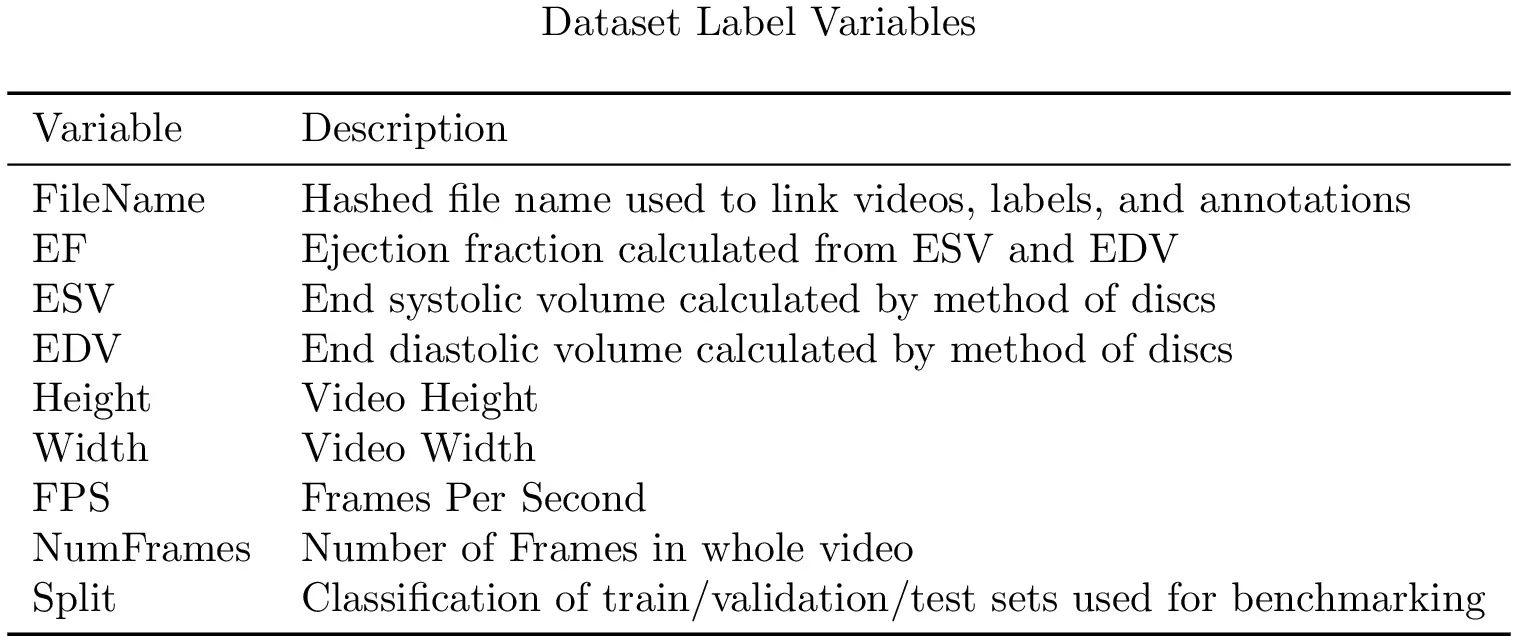 Dataset Label Variables
Variable Description
FileName Hashed file name used to link videos, labels, and annotations
EF Ejection fraction calculated from ESV and EDV
ESV End systolic volume calculated by method of discs
EDV End diastolic volume calculated by method of discs
Height Video Height
Width Video Width
FPS Frames Per Second
NumFrames Number of Frames in whole video
Split Classification of train/validation/test sets used for benchmarking